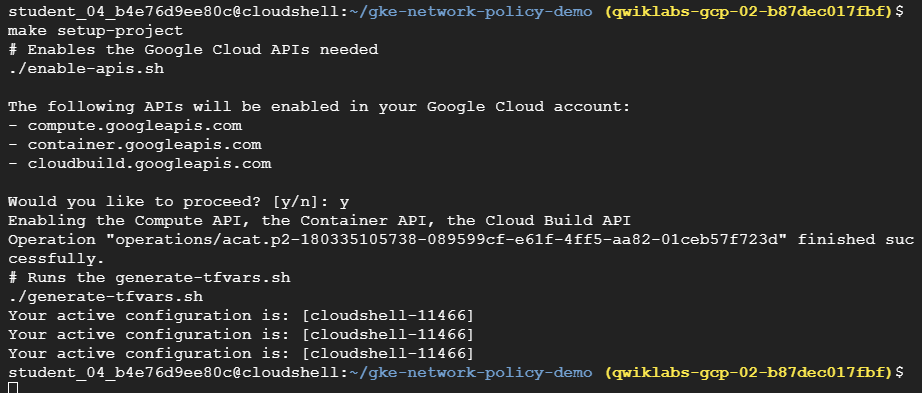 student_04_b4e76d9ee80c@cloudshell:~/gke-network-policy-demo (qwiklabs-gcp-02-b87dec017fbf)$
make setup-project
# Enables the Google Cloud APIs needed
./enable-apis.sh
The following APIs will be enabled in your Google Cloud account:
- compute.googleapis.com
- container.googleapis.com
- cloudbuild.googleapis.com
Would you like to proceed? [y/n]: y
Enabling the Compute API, the Container API, the Cloud Build API
Operation "operations/acat.p2-180335105738-089599cf-e61f-4ff5-aa82-01ceb57f723d" finished suc
cessfully.
# Runs the generate-tfvars.sh
./generate-tfvars.sh
Your active configuration is: [cloudshell-11466]
Your active configuration is: [cloudshell-11466]
Your active configuration is: [cloudshell-11466]
student_04_b4e76d9ee80c@cloudshell:~/gke-network-policy-demo (qwiklabs-gcp-02-b87dec017fbf)$